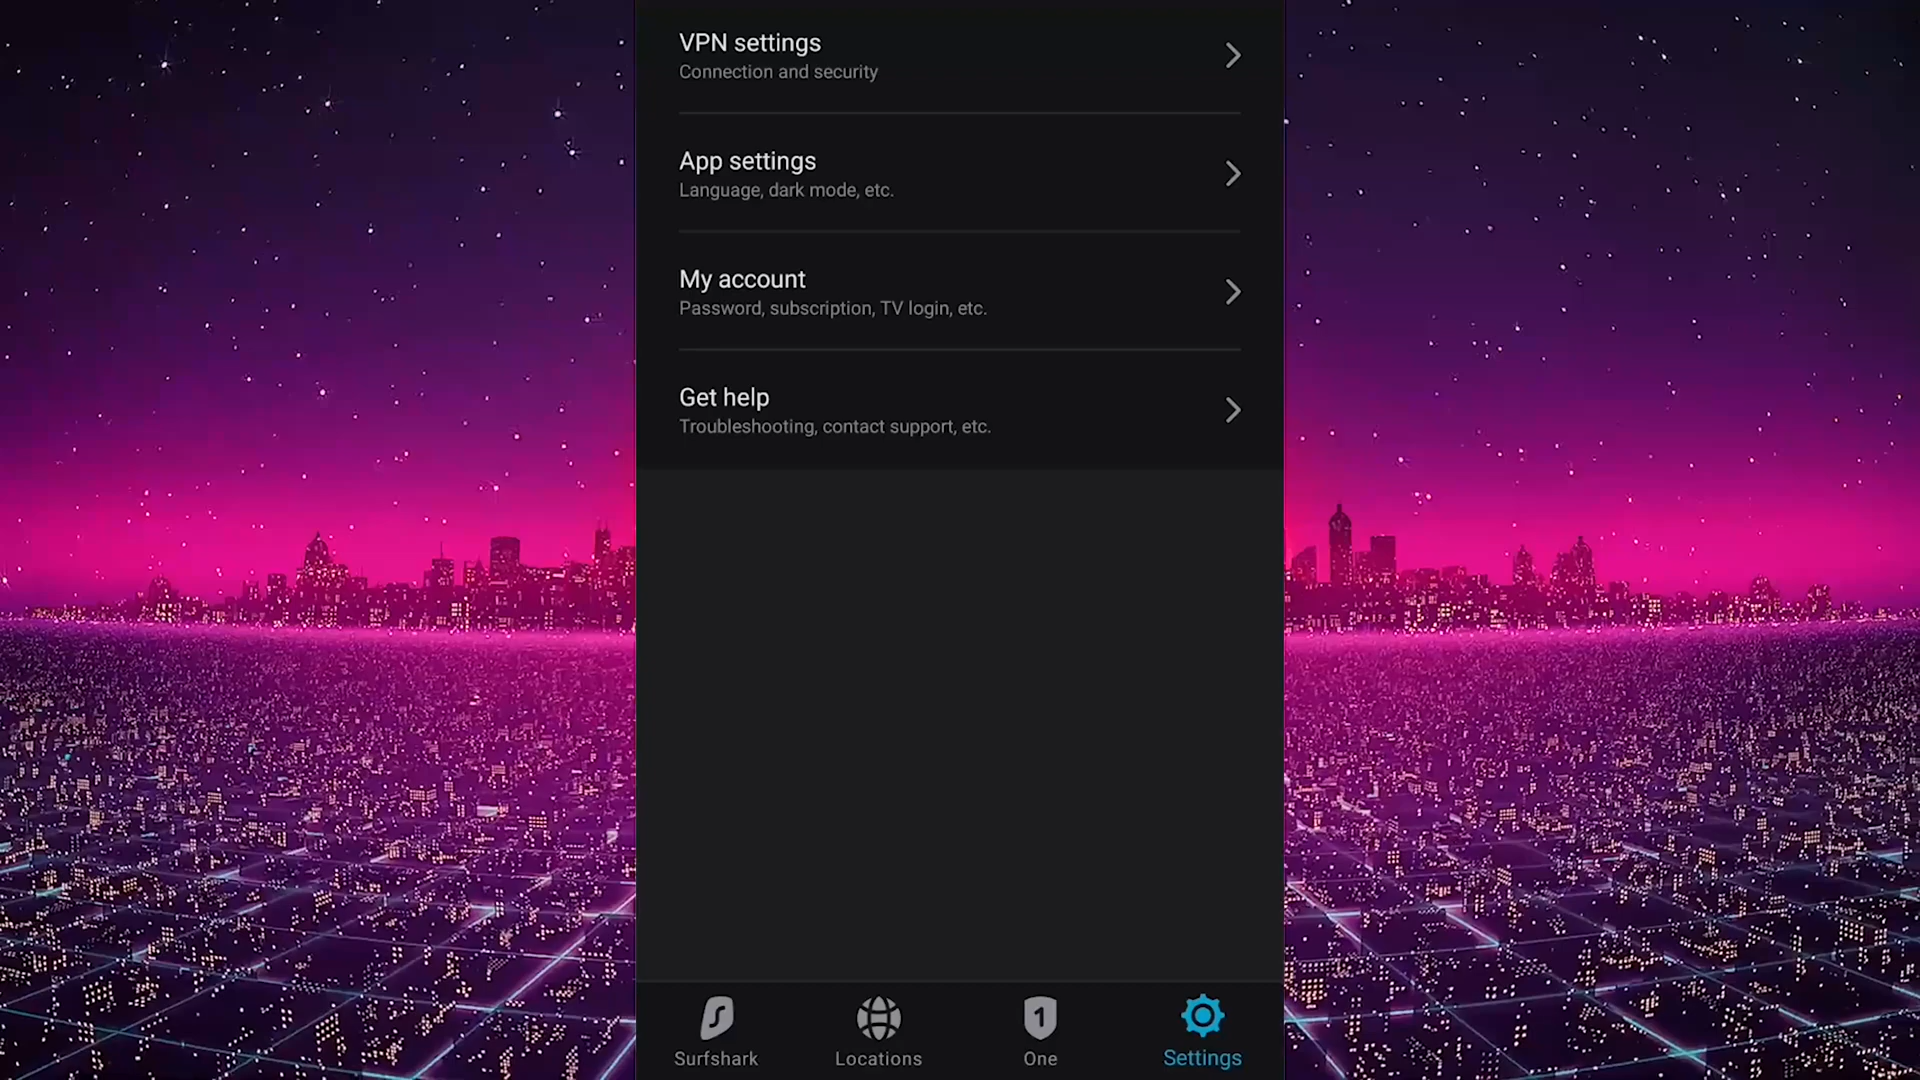 VPN settings
Connection and security
App settings
Language, dark mode, etc.
My account
Password, subscription, TV login, etc.
Get help
Troubleshooting, contact support, etc.
1
Surfshark
Locations
One
Settings